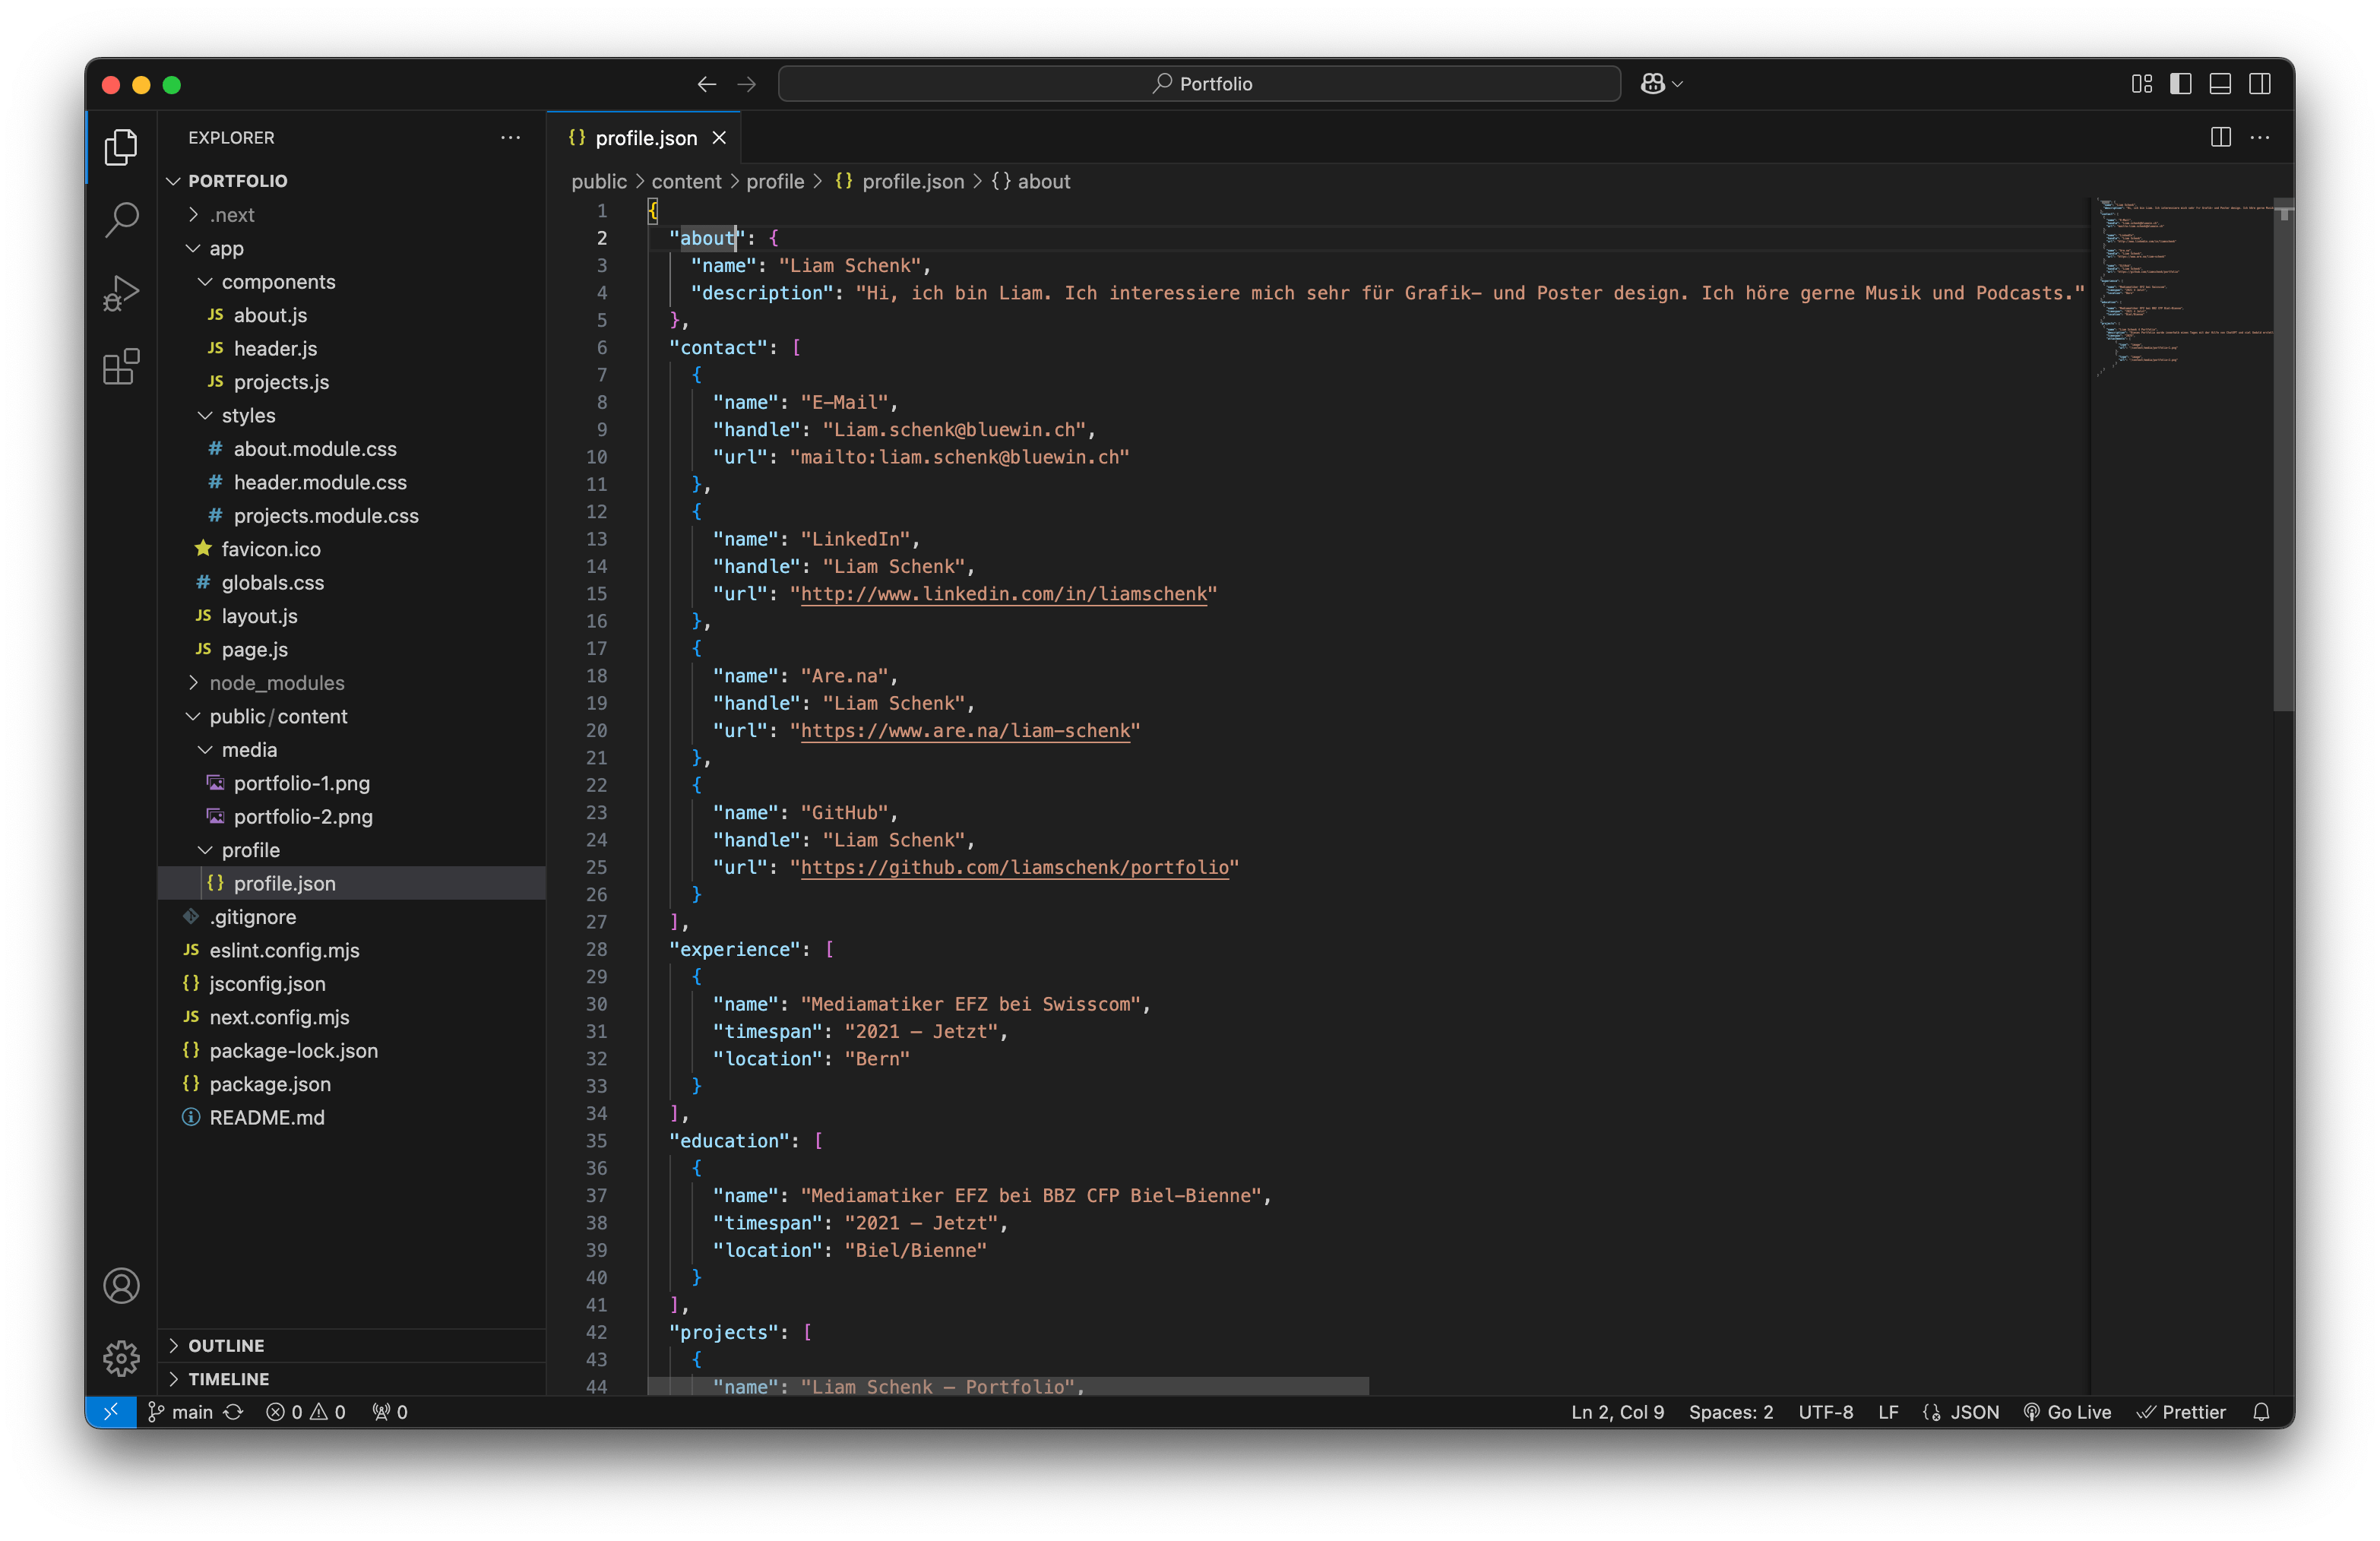 Portfolio
EXPLORER
PORTFOLIO
.next
app
components
JS about.js
JS header.js
JS projects.js
styles
# about.module.css
# header.module.css
# projects.module.css
favicon.ico
# globals.css
JS layout.js
JS page.js
node_modules
public/content
media
portfolio-1.png
portfolio-2.png
profile
{} profile.json
.gitignore
JS eslint.config.mjs
{} jsconfig.json
JS next.config.mjs
{} package-lock.json
{} package.json
README.md
OUTLINE
TIMELINE
{} profile.json
public > content > profile > {} profile.json > {} about
1 {
2 "about": {
3 "name": "Liam Schenk",
4 "description": "Hi, ich bin Liam. Ich interessiere mich sehr für Grafik– und Poster design. Ich höre gerne Musik und Podcasts."
5 },
6 "contact": [
7 {
8 "name": "E–Mail",
9 "handle": "Liam.schenk@bluewin.ch",
10 "url": "mailto:liam.schenk@bluewin.ch"
11 },
12 {
13 "name": "LinkedIn",
14 "handle": "Liam Schenk",
15 "url": "http://www.linkedin.com/in/liamschenk"
16 },
17 {
18 "name": "Are.na",
19 "handle": "Liam Schenk",
20 "url": "https://www.are.na/liam-schenk"
21 },
22 {
23 "name": "GitHub",
24 "handle": "Liam Schenk",
25 "url": "https://github.com/liamschenk/portfolio"
26 }
27 ],
28 "experience": [
29 {
30 "name": "Mediamatiker EFZ bei Swisscom",
31 "timespan": "2021 – Jetzt",
32 "location": "Bern"
33 }
34 ],
35 "education": [
36 {
37 "name": "Mediamatiker EFZ bei BBZ CFP Biel–Bienne",
38 "timespan": "2021 – Jetzt",
39 "location": "Biel/Bienne"
40 }
41 ],
42 "projects": [
43 {
44 "name": "Liam Schenk – Portfolio",
main 0 0 0
Ln 2, Col 9 Spaces: 2 UTF-8 LF JSON Go Live Prettier